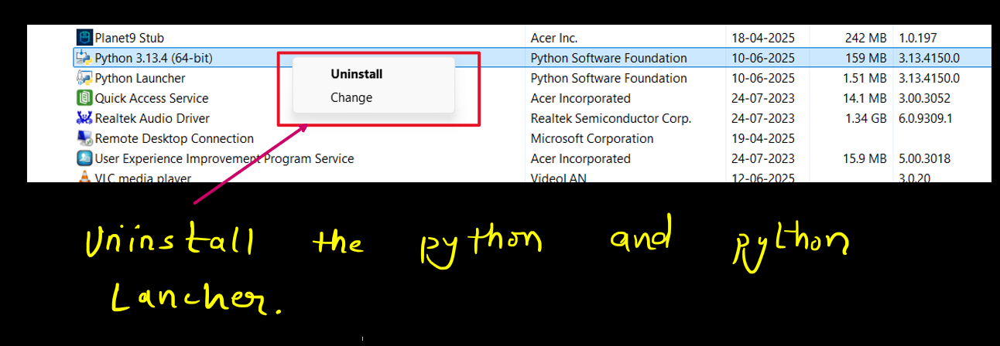 Planet9 Stub Acer Inc. 18-04-2025 242 MB 1.0.197
Python 3.13.4 (64-bit) Python Software Foundation 10-06-2025 159 MB 3.13.4150.0
Uninstall
Python Launcher Python Software Foundation 10-06-2025 1.51 MB 3.13.4150.0
Change
Quick Access Service Acer Incorporated 24-07-2023 14.1 MB 3.00.3052
Realtek Audio Driver Realtek Semiconductor Corp. 24-07-2023 1.34 GB 6.0.9309.1
Remote Desktop Connection Microsoft Corporation 19-04-2025
User Experience Improvement Program Service Acer Incorporated 24-07-2023 15.9 MB 5.00.3018
VLC media player VideoLAN 12-06-2025 3.0.20
Uninstall the python and python
Lancher.